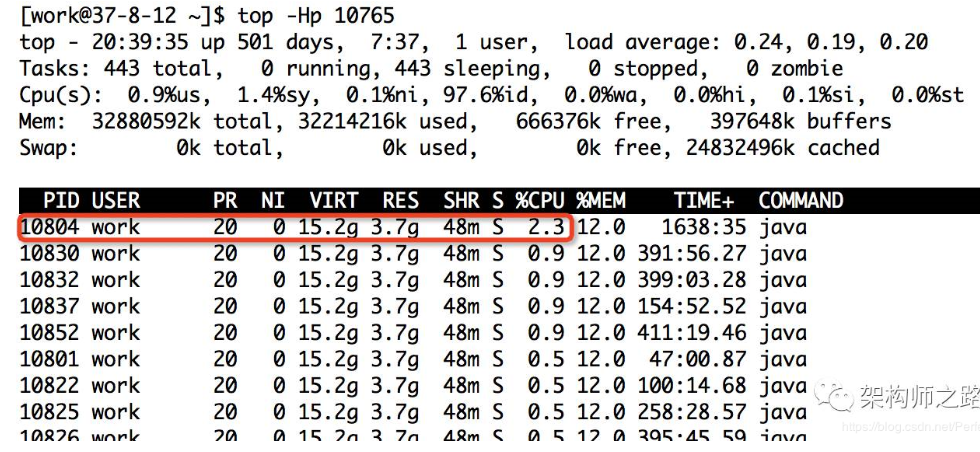 [work@37-8-12 ~]$ top -Hp 10765
top - 20:39:35 up 501 days,  7:37,  1 user,  load average: 0.24, 0.19, 0.20
Tasks: 443 total,   0 running, 443 sleeping,   0 stopped,   0 zombie
Cpu(s):  0.9%us,  1.4%sy,  0.1%ni, 97.6%id,  0.0%wa,  0.0%hi,  0.1%si,  0.0%st
Mem:  32880592k total, 32214216k used,   666376k free,   397648k buffers
Swap:        0k total,        0k used,        0k free, 24832496k cached
PID USER PR NI VIRT RES SHR S %CPU %MEM TIME+ COMMAND
10804 work 20 0 15.2g 3.7g 48m S 2.3 12.0 1638:35 java
10830 work 20 0 15.2g 3.7g 48m S 0.9 12.0 391:56.27 java
10832 work 20 0 15.2g 3.7g 48m S 0.9 12.0 399:03.28 java
10837 work 20 0 15.2g 3.7g 48m S 0.9 12.0 154:52.52 java
10852 work 20 0 15.2g 3.7g 48m S 0.9 12.0 411:19.46 java
10801 work 20 0 15.2g 3.7g 48m S 0.5 12.0 47:00.87 java
10822 work 20 0 15.2g 3.7g 48m S 0.5 12.0 100:14.68 java
10825 work 20 0 15.2g 3.7g 48m S 0.5 12.0 258:28.57 java
10826 work 20 0 15.2g 3.7g 48m S 0.5 12.0 395:45.59 java
架构师之路
https://blog.csdn.net/Perf